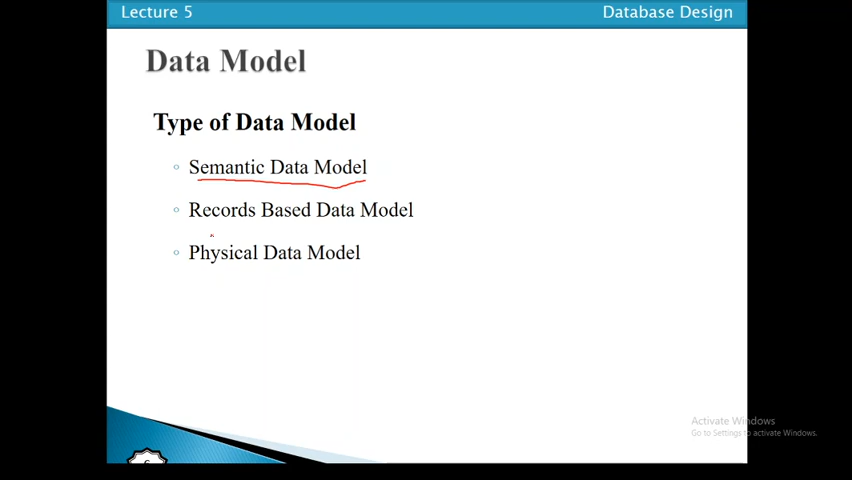 Lecture 5
Database Design
Data Model
Type of Data Model
Semantic Data Model
Records Based Data Model
Physical Data Model
Activate Windows
Go to Settings to activate Windows.